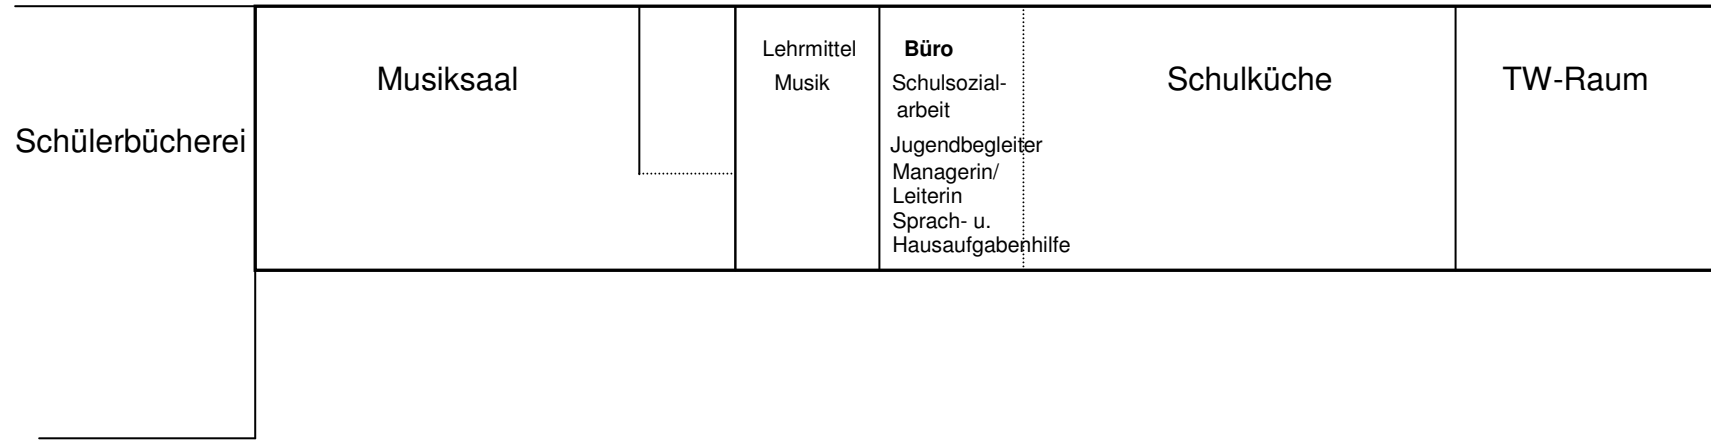 Schülerbücherei
Musiksaal
Lehrmittel
Musik
Büro
Schulsozial-
arbeit
Jugendbegleiter
Managerin/
Leiterin
Sprach- u.
Hausaufgabenhilfe
Schulküche
TW-Raum